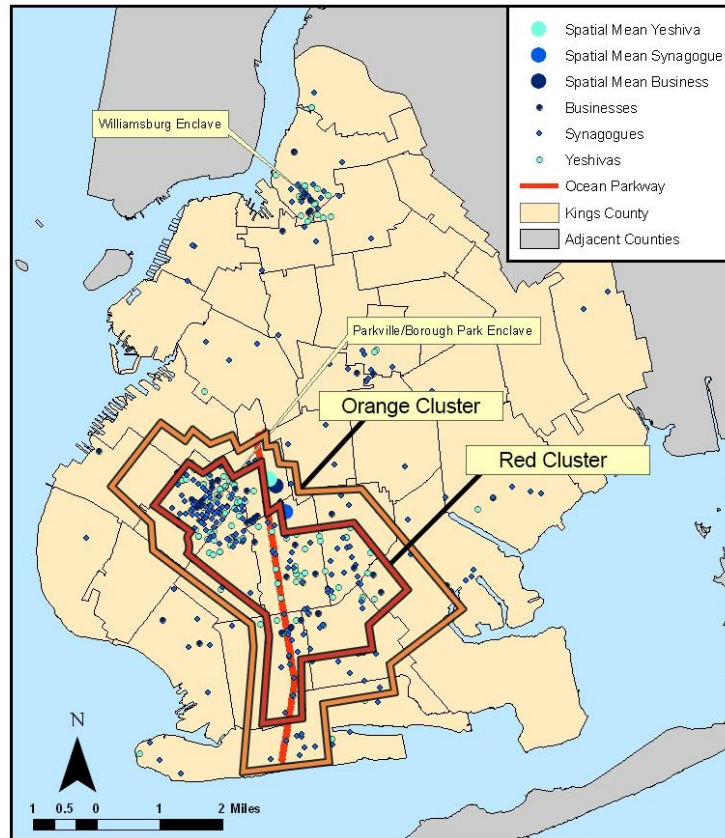 Spatial Mean Yeshiva
Spatial Mean Synagogue
Spatial Mean Business
Businesses
Synagogues
Yeshivas
Ocean Parkway
Kings County
Adjacent Counties
Williamsburg Enclave
Parkville/Borough Park Enclave
Orange Cluster
Red Cluster
N
1 0.5 0 1 2 Miles